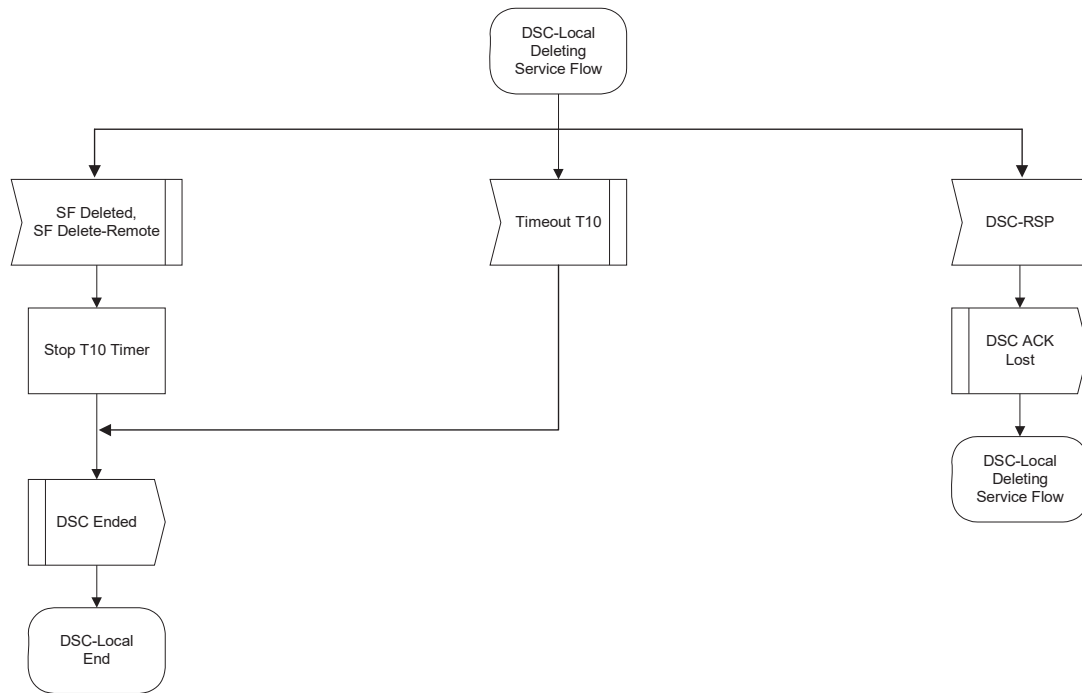 DSC-Local
Deleting
Service Flow
SF Deleted,
SF Delete-Remote
Timeout T10
DSC-RSP
Stop T10 Timer
DSC ACK
Lost
DSC-Local
Deleting
Service Flow
DSC Ended
DSC-Local
End